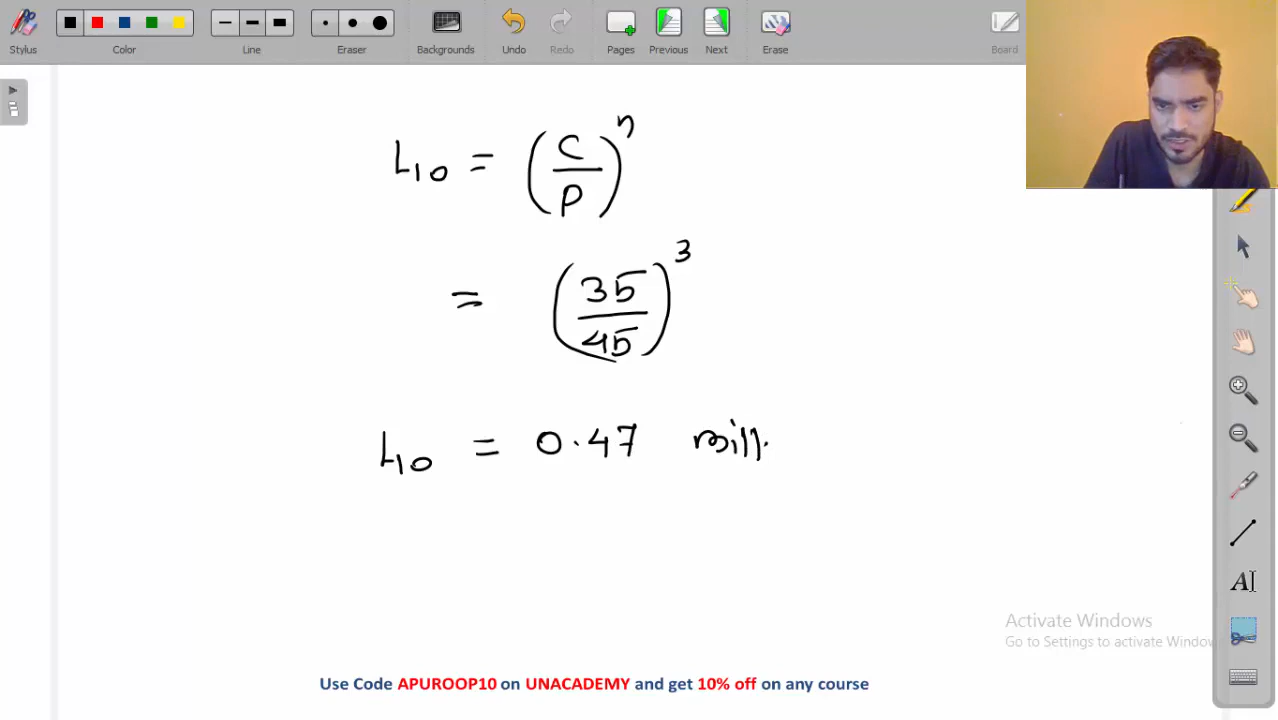 Stylus Color Line Eraser Backgrounds Undo Redo Pages Previous Next Erase Board
L10 = (C/P)^n
= (35/45)^3
L10 = 0.47 mill.
Activate Windows
Go to Settings to activate Window
Use Code APUROOP10 on UNACADEMY and get 10% off on any course